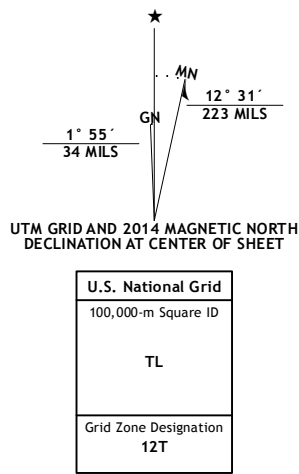 MN
GN
12° 31´
223 MILS
1° 55´
34 MILS
UTM GRID AND 2014 MAGNETIC NORTH
DECLINATION AT CENTER OF SHEET
U.S. National Grid
100,000-m Square ID
TL
Grid Zone Designation
12T